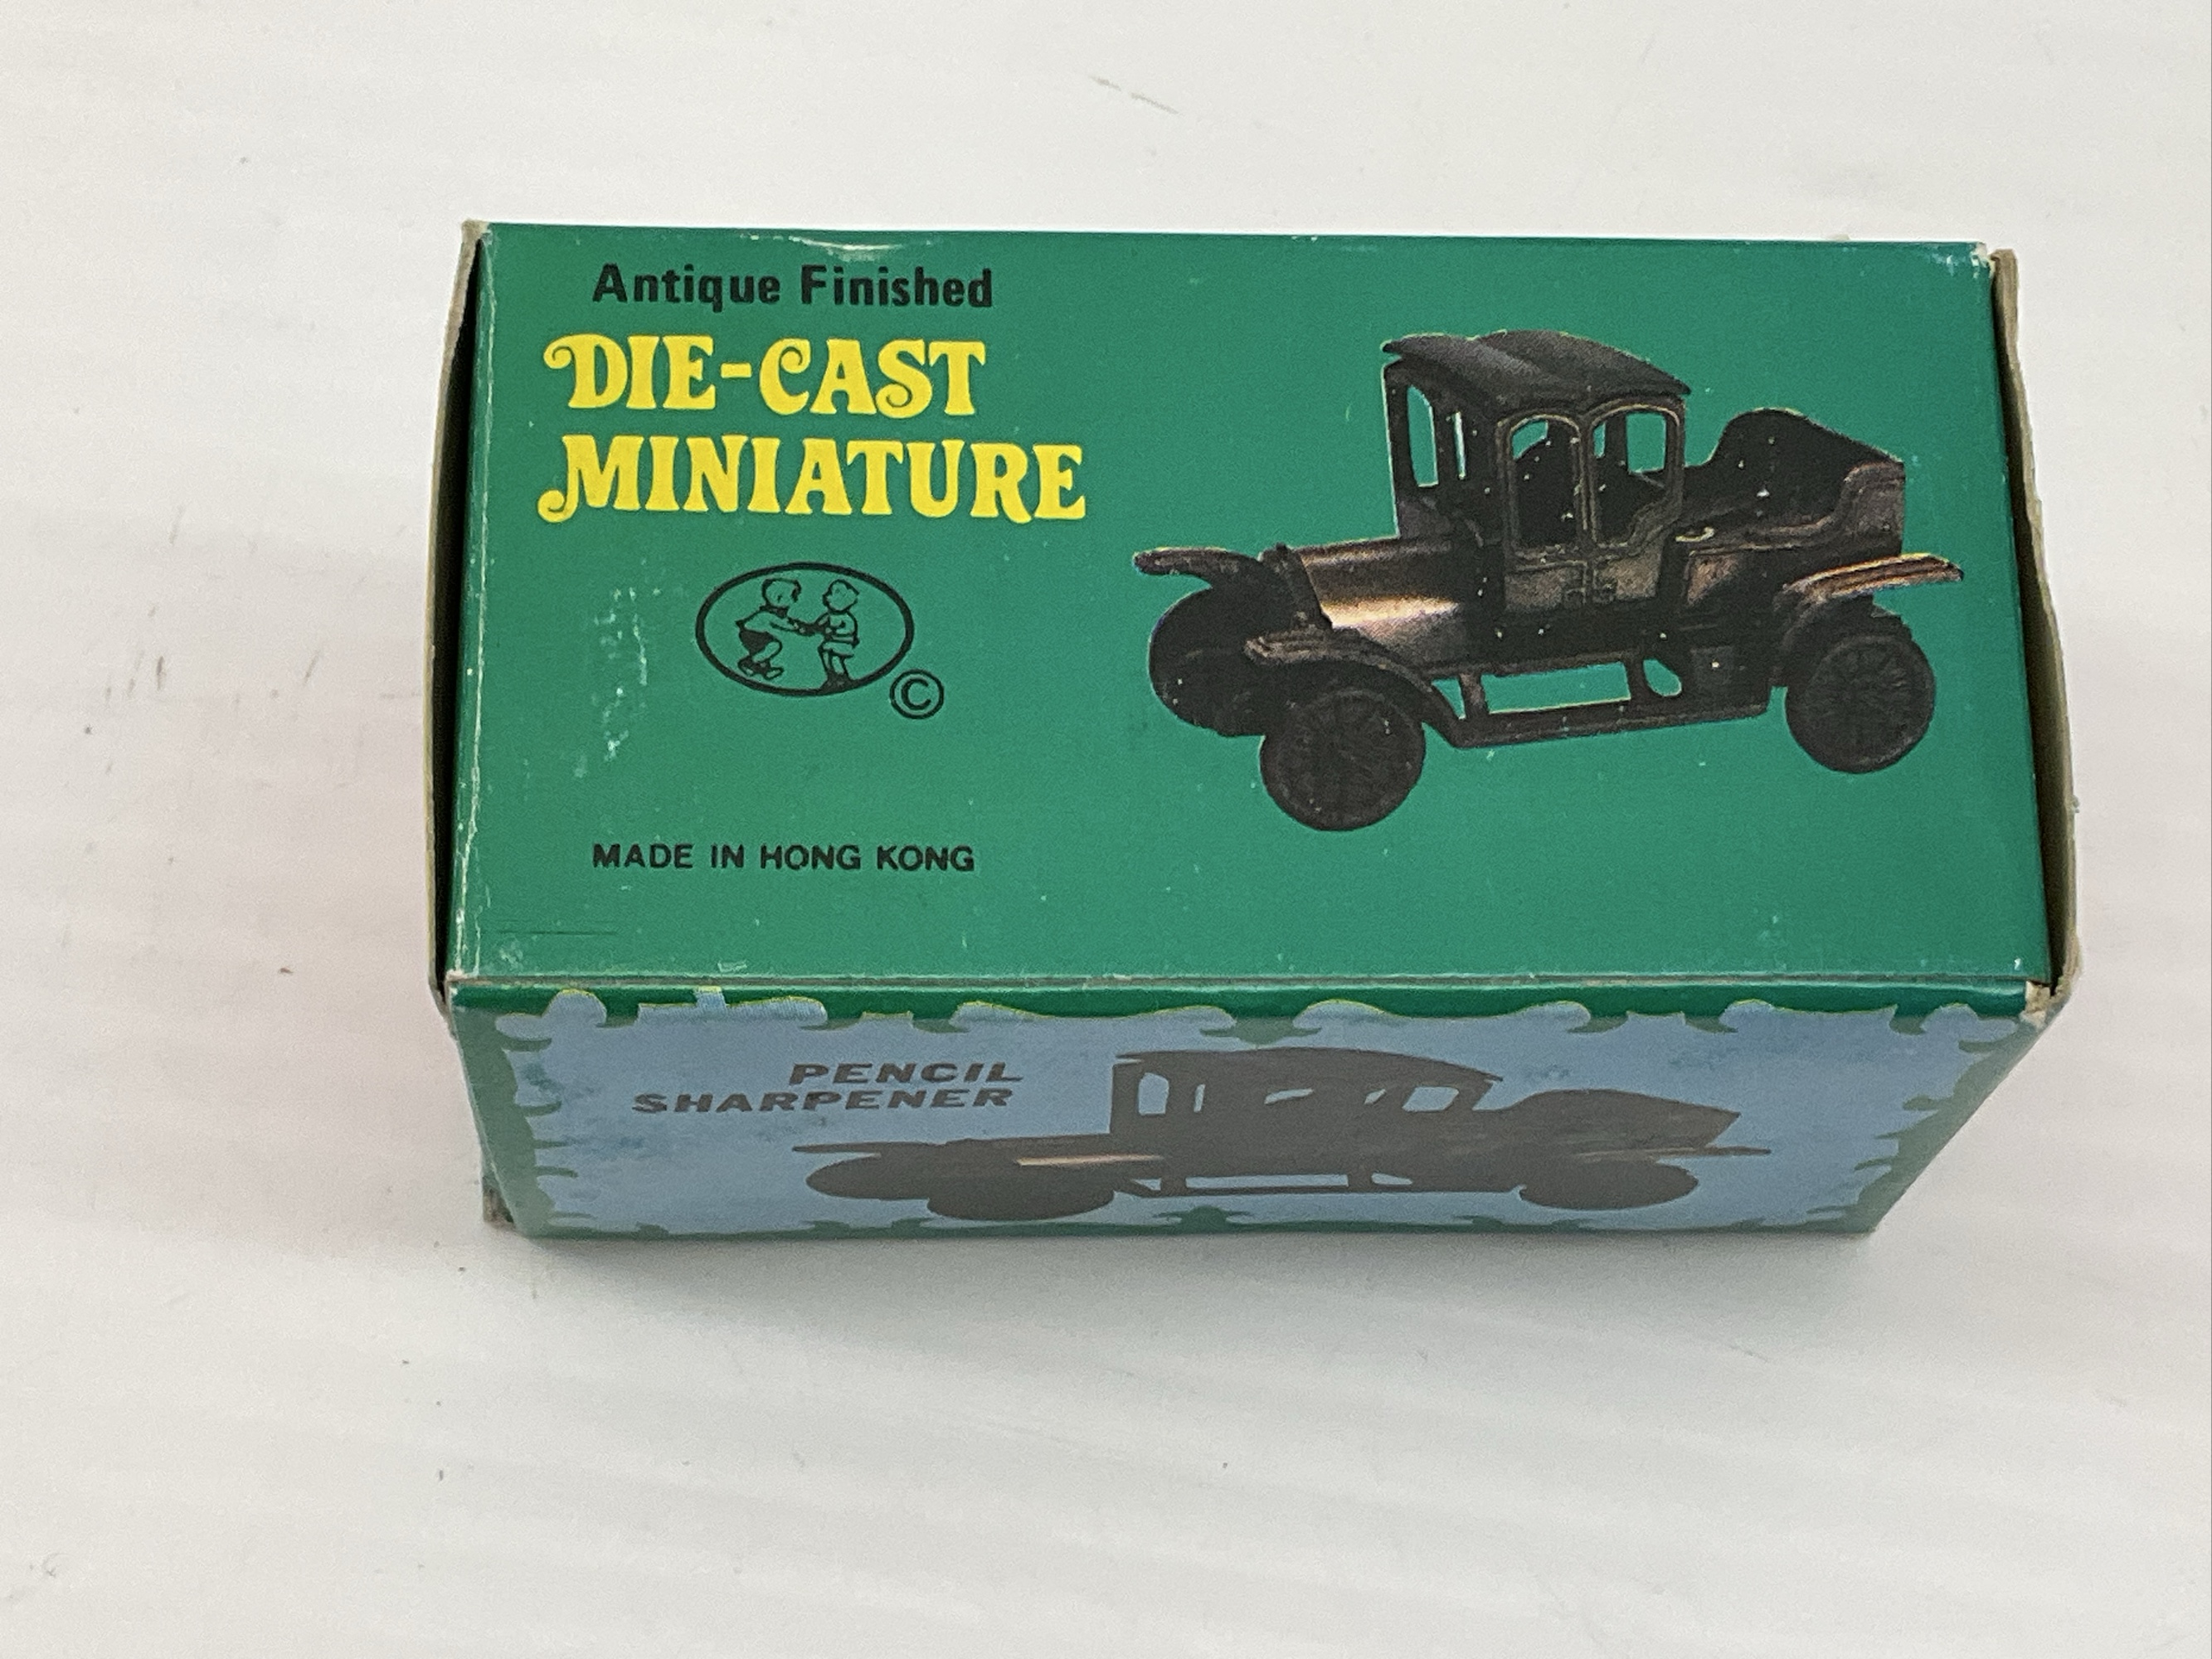 Antique Finished
DIE-CAST
MINIATURE
©
MADE IN HONG KONG
PENCIL
SHARPENER